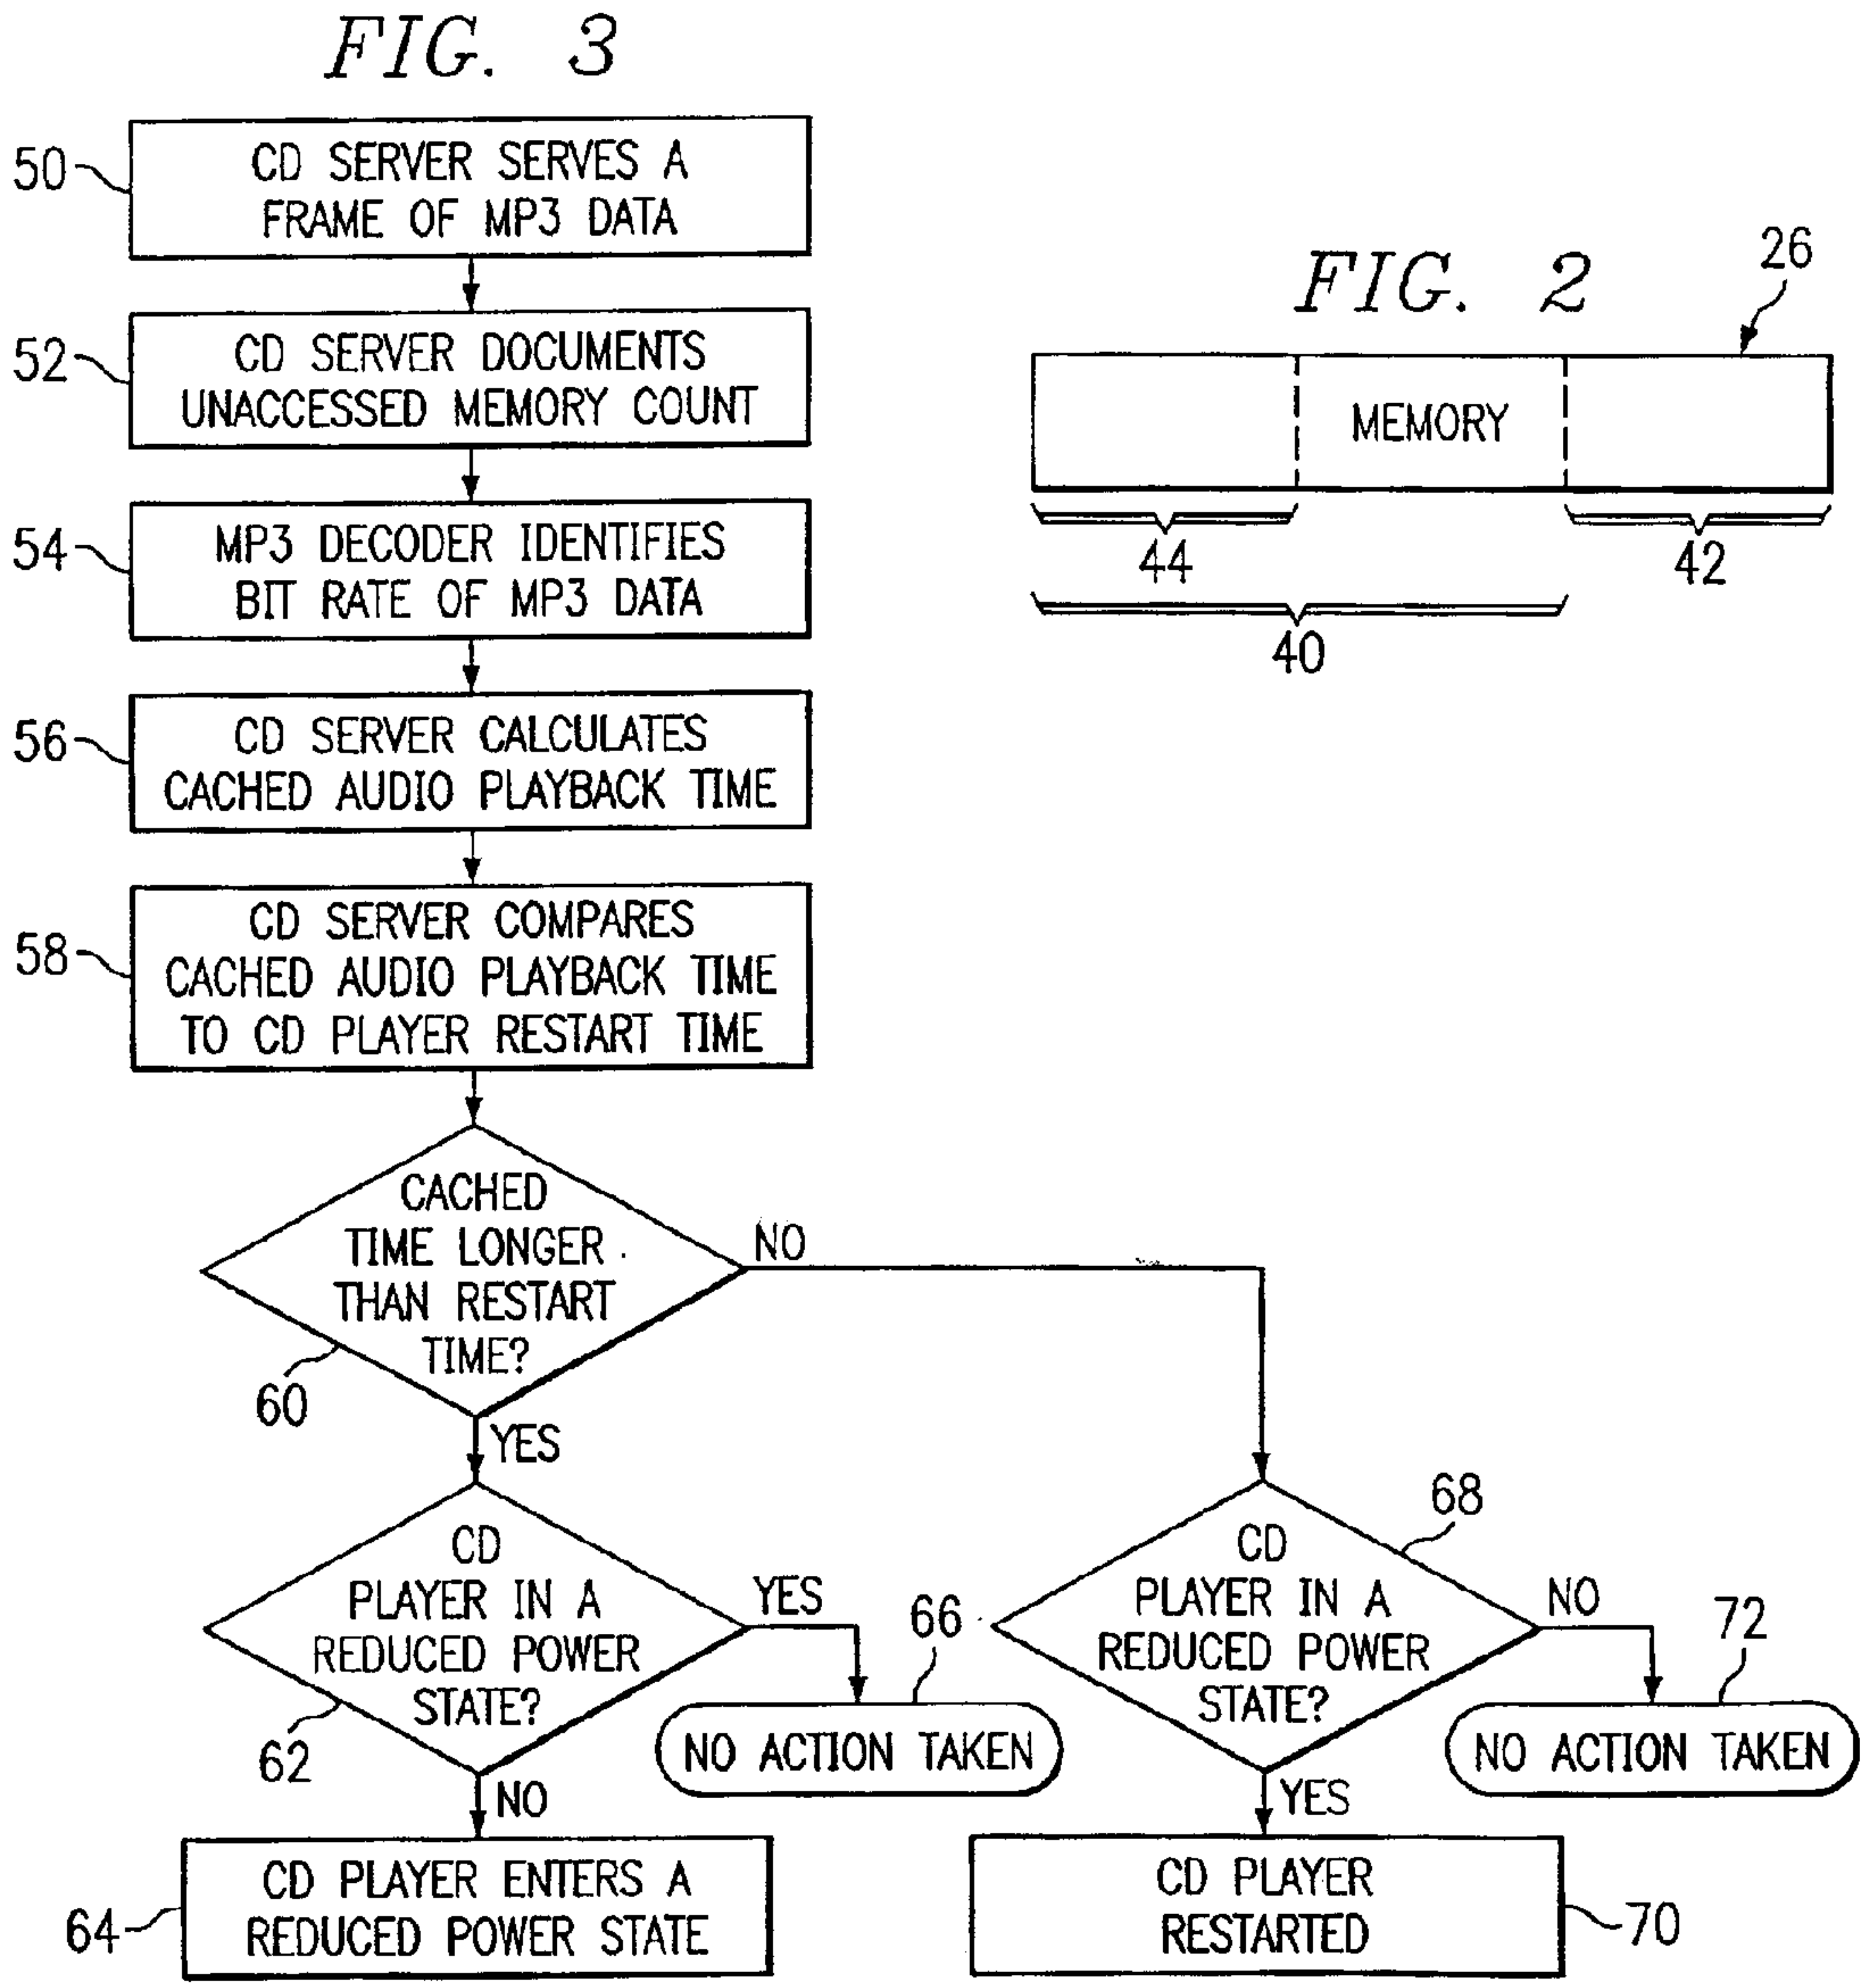 FIG. 3
50
CD SERVER SERVES A
FRAME OF MP3 DATA
52
CD SERVER DOCUMENTS
UNACCESSED MEMORY COUNT
54
MP3 DECODER IDENTIFIES
BIT RATE OF MP3 DATA
56
CD SERVER CALCULATES
CACHED AUDIO PLAYBACK TIME
58
CD SERVER COMPARES
CACHED AUDIO PLAYBACK TIME
TO CD PLAYER RESTART TIME
CACHED
TIME LONGER
THAN RESTART
TIME?
60
NO
YES
CD
PLAYER IN A
REDUCED POWER
STATE?
62
YES
66
NO ACTION TAKEN
NO
64
CD PLAYER ENTERS A
REDUCED POWER STATE
68
CD
PLAYER IN A
REDUCED POWER
STATE?
NO
72
NO ACTION TAKEN
YES
CD PLAYER
RESTARTED
70
FIG. 2
26
MEMORY
44
42
40